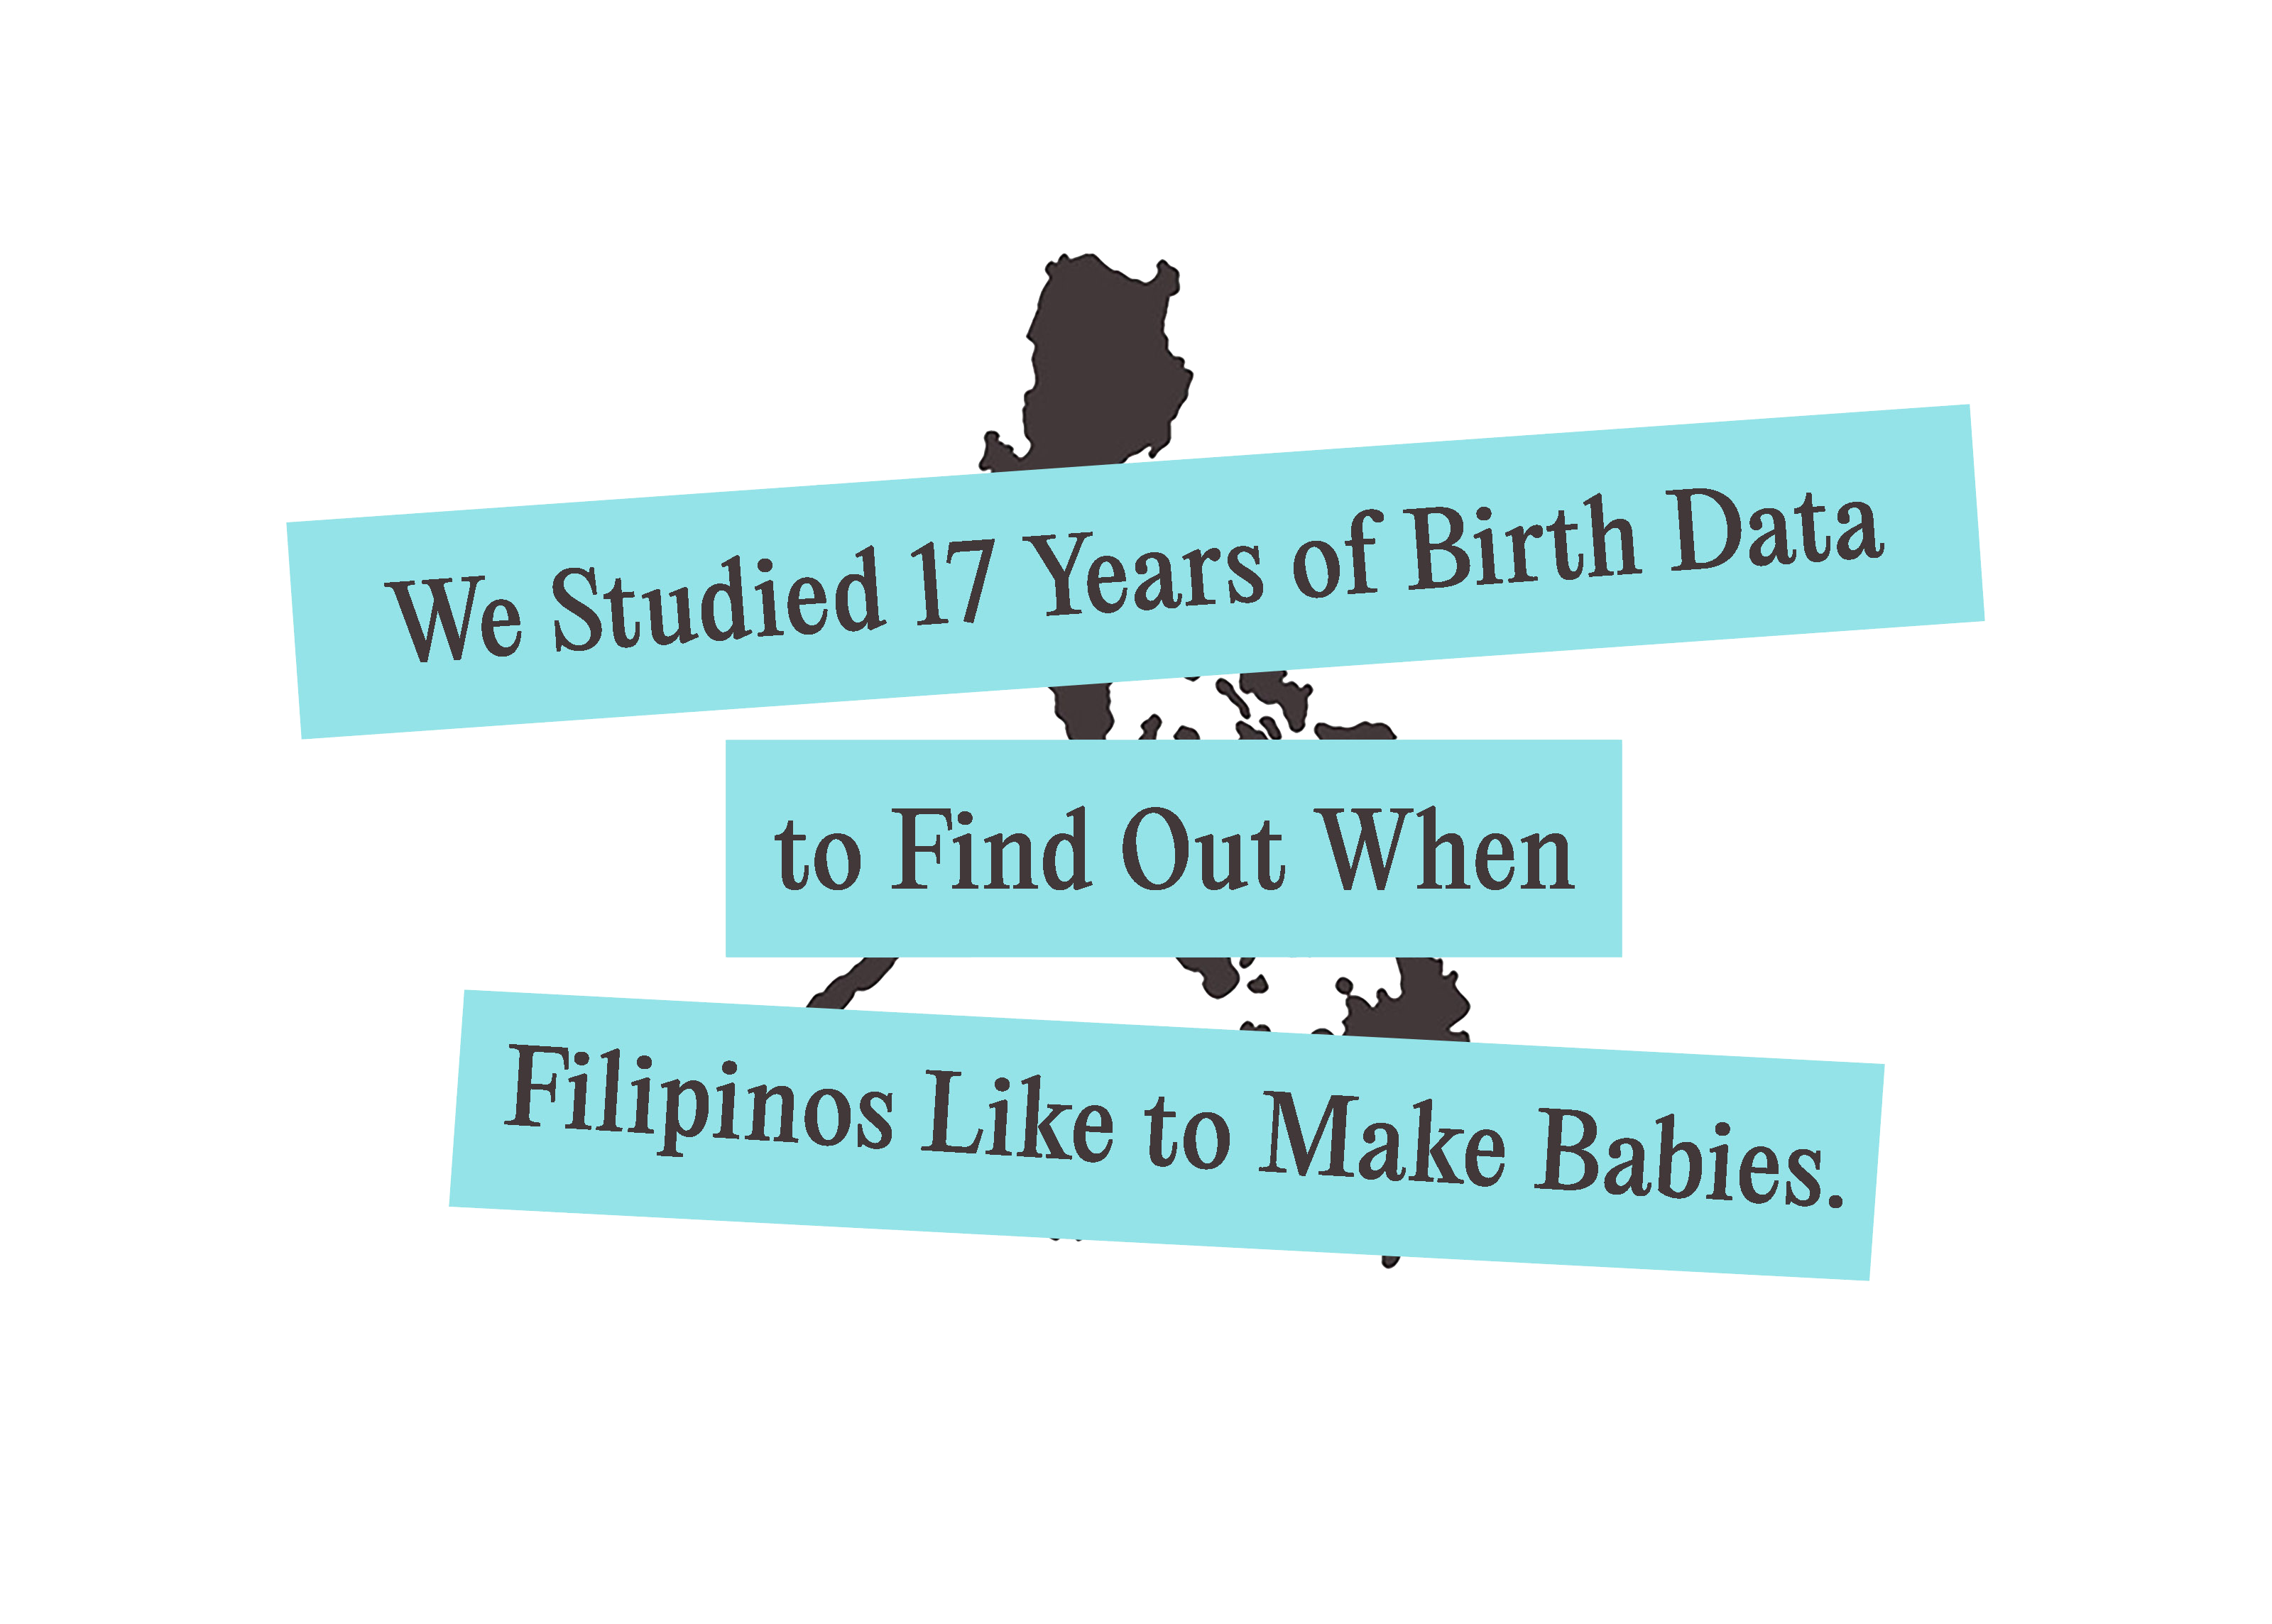 We Studied 17 Years of Birth Data
to Find Out When
Filipinos Like to Make Babies.